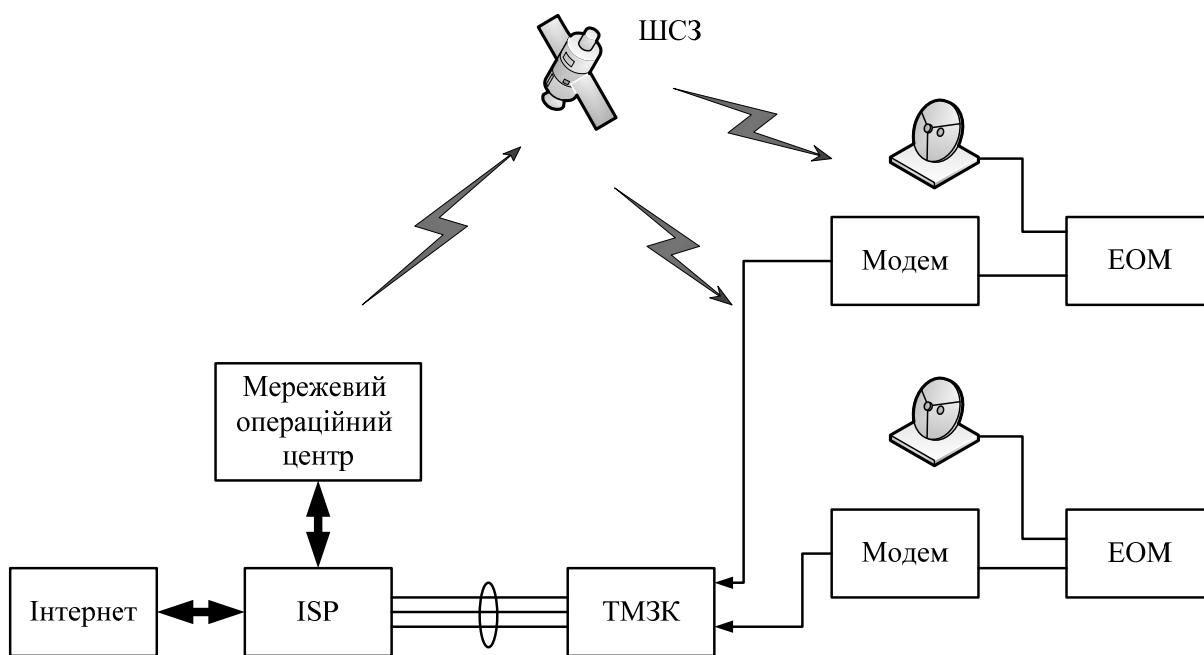 ШСЗ
Модем
ЕОМ
Мережевий
операційний
центр
Модем
ЕОМ
Інтернет
ISP
ТМЗК